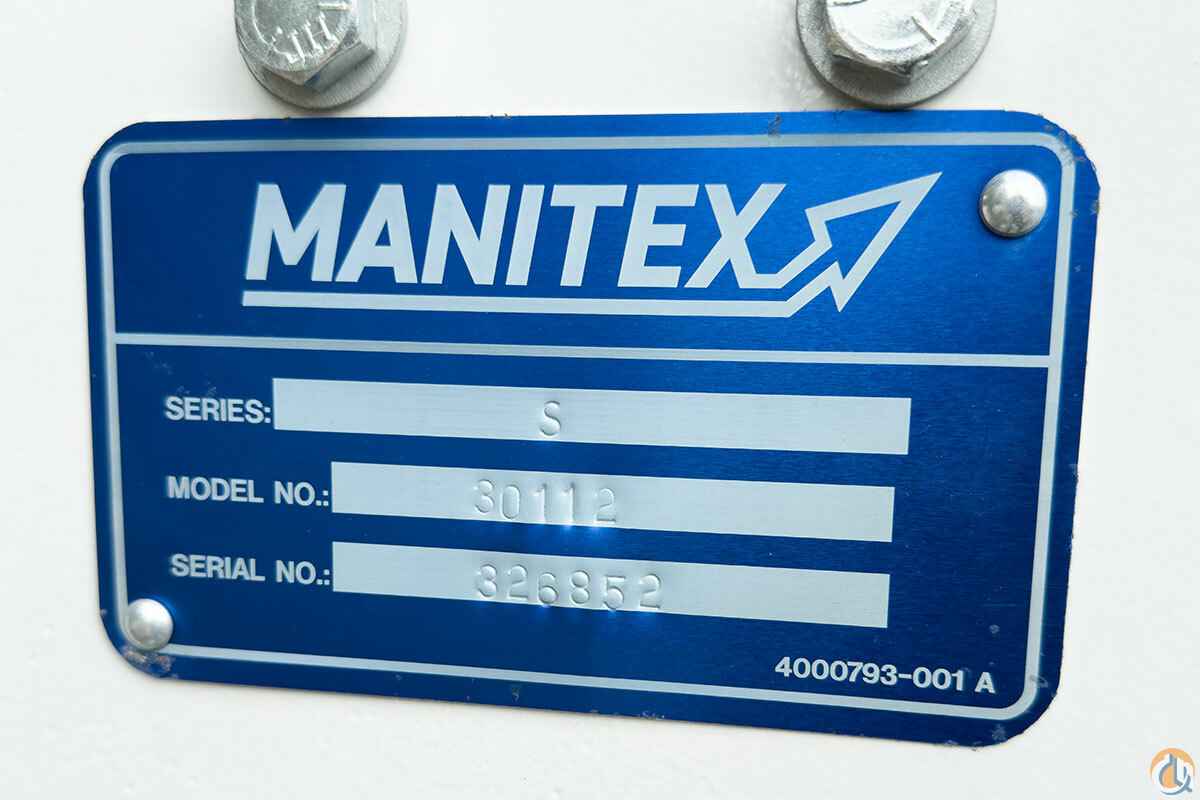 MANITEX
SERIES: S
MODEL NO.: 30112
SERIAL NO.: 326852
4000793-001 A